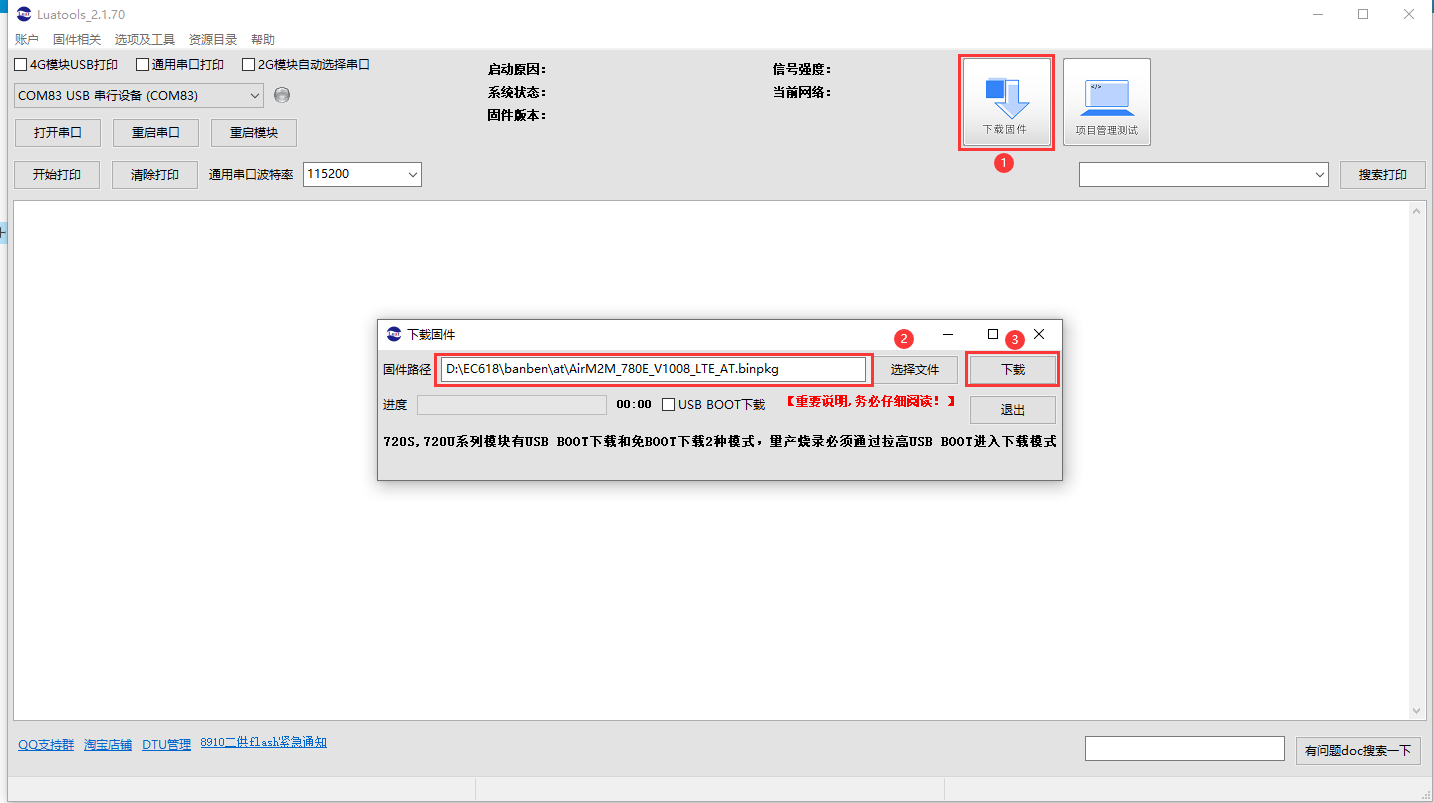 Luatools_2.1.70
账户 固件相关 选项及工具 资源目录 帮助
4G模块USB打印 通用串口打印 2G模块自动选择串口
启动原因: 信号强度:
COM83 USB 串行设备 (COM83)
系统状态: 当前网络:
固件版本:
下载固件 项目管理测试
打开串口 重启串口 重启模块
1
开始打印 清除打印 通用串口波特率 115200 搜索打印
下载固件 2 3
固件路径 D:\EC618\banben\at\AirM2M_780E_V1008_LTE_AT.binpkg 选择文件 下载
进度 00:00 USB BOOT下载 【重要说明,务必仔细阅读！】 退出
720S,720U系列模块有USB BOOT下载和免BOOT下载2种模式，量产烧录必须通过拉高USB BOOT进入下载模式
QQ支持群 淘宝店铺 DTU管理 8910二供flash紧急通知 有问题doc搜索一下